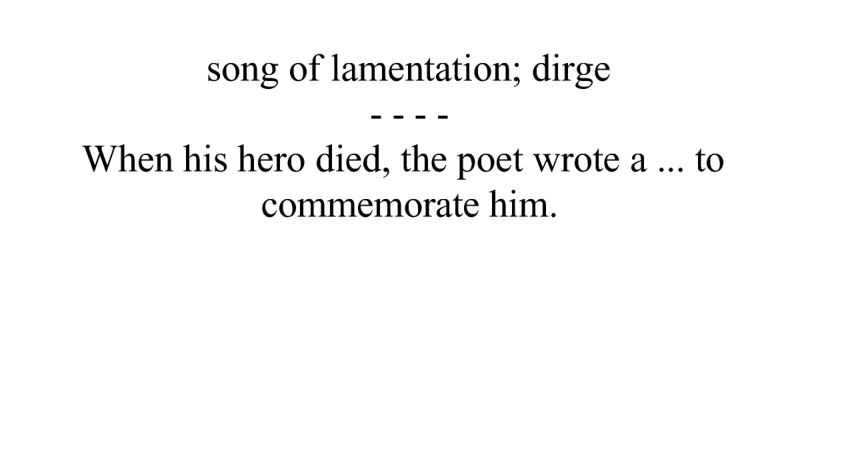 song of lamentation; dirge
- - - -
When his hero died, the poet wrote a ... to
commemorate him.